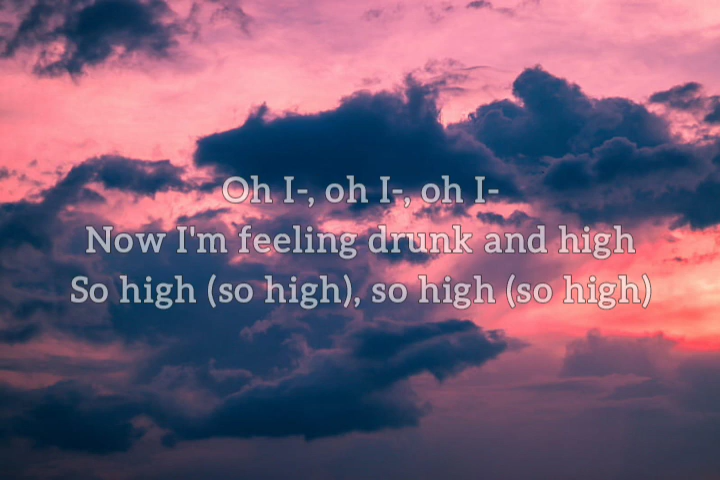 Oh I-, oh I-, oh I-
Now I'm feeling drunk and high
So high (so high), so high (so high)